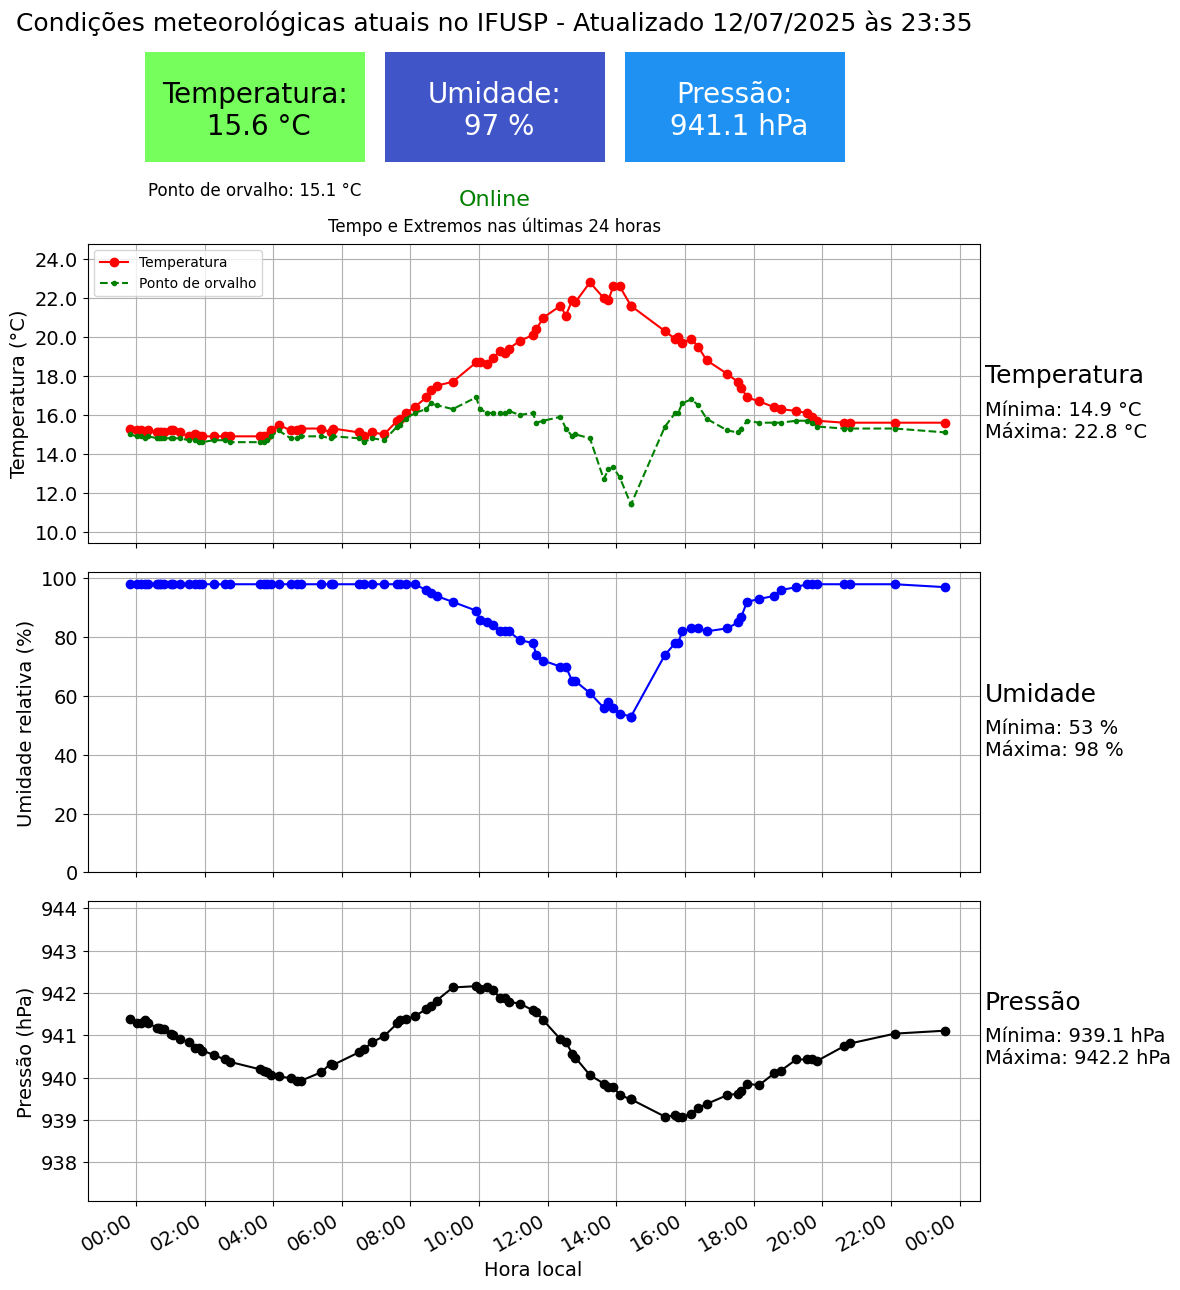 Condições meteorológicas atuais no IFUSP - Atualizado 12/07/2025 às 23:35
Temperatura:
15.6 °C
Umidade:
97 %
Pressão:
941.1 hPa
Ponto de orvalho: 15.1 °C
Online
Tempo e Extremos nas últimas 24 horas
Temperatura
Ponto de orvalho
Temperatura (°C)
24.0
22.0
20.0
18.0
16.0
14.0
12.0
10.0
Temperatura
Mínima: 14.9 °C
Máxima: 22.8 °C
Umidade relativa (%)
100
80
60
40
20
0
Umidade
Mínima: 53 %
Máxima: 98 %
Pressão (hPa)
944
943
942
941
940
939
938
Pressão
Mínima: 939.1 hPa
Máxima: 942.2 hPa
00:00 02:00 04:00 06:00 08:00 10:00 12:00 14:00 16:00 18:00 20:00 22:00 00:00
Hora local